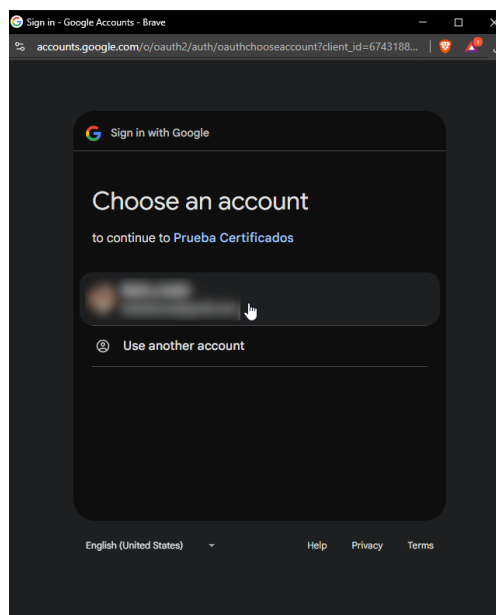 Sign in - Google Accounts - Brave
accounts.google.com/o/oauth2/auth/oauthchooseaccount?client_id=6743188...
Sign in with Google
Choose an account
to continue to Prueba Certificados
Use another account
English (United States)
Help Privacy Terms